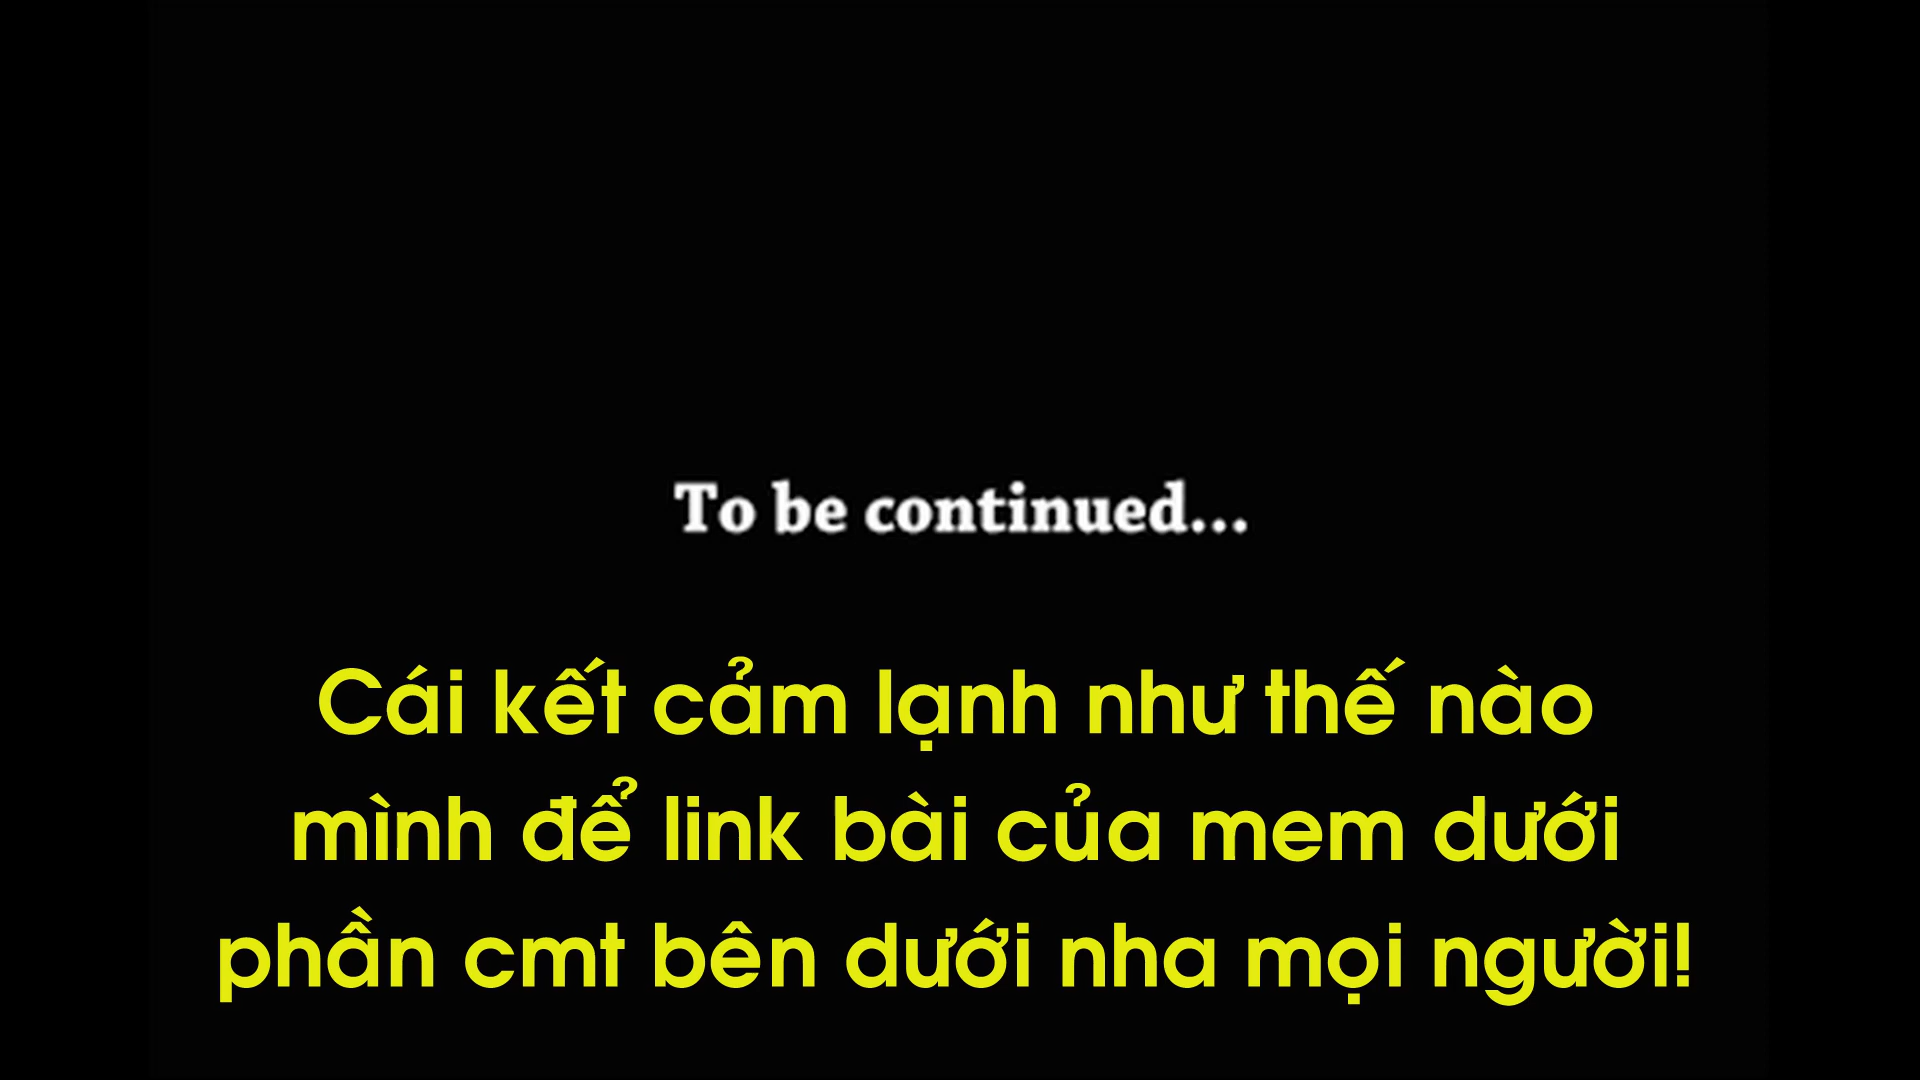 To be continued...
Cái kết cảm lạnh như thế nào
mình để link bài của mem dưới
phần cmt bên dưới nha mọi người!